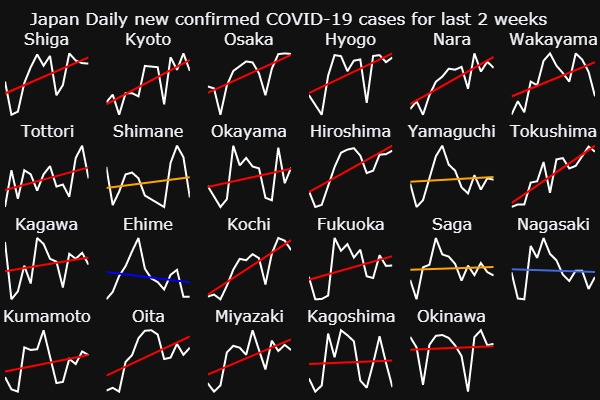 Japan Daily new confirmed COVID-19 cases for last 2 weeks
Shiga Kyoto Osaka Hyogo Nara Wakayama
Tottori Shimane Okayama Hiroshima Yamaguchi Tokushima
Kagawa Ehime Kochi Fukuoka Saga Nagasaki
Kumamoto Oita Miyazaki Kagoshima Okinawa